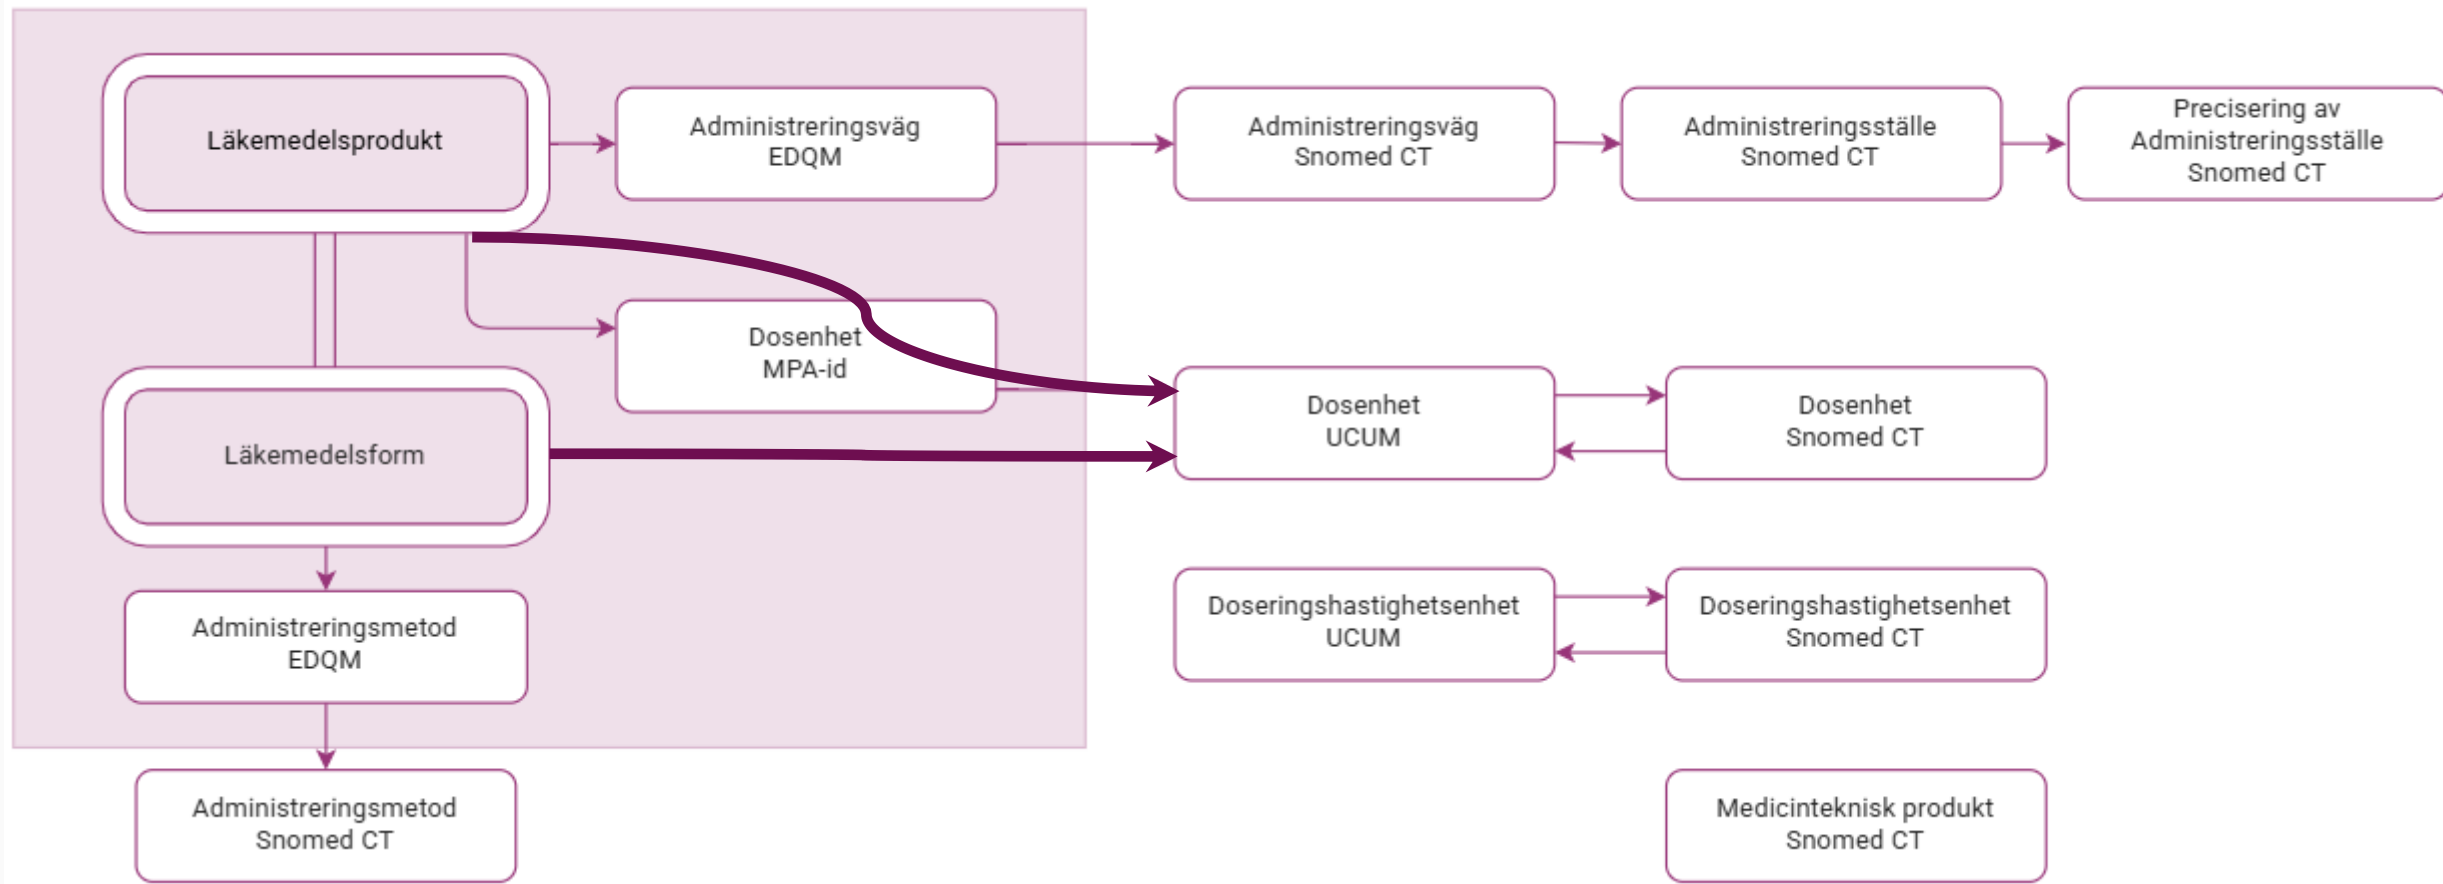 Läkemedelsprodukt
Administreringsväg
EDQM
Administreringsväg
Snomed CT
Administreringsställe
Snomed CT
Precisering av
Administreringsställe
Snomed CT
Dosenhet
MPA-id
Läkemedelsform
Dosenhet
UCUM
Dosenhet
Snomed CT
Administreringsmetod
EDQM
Doseringshastighetsenhet
UCUM
Doseringshastighetsenhet
Snomed CT
Administreringsmetod
Snomed CT
Medicinteknisk produkt
Snomed CT